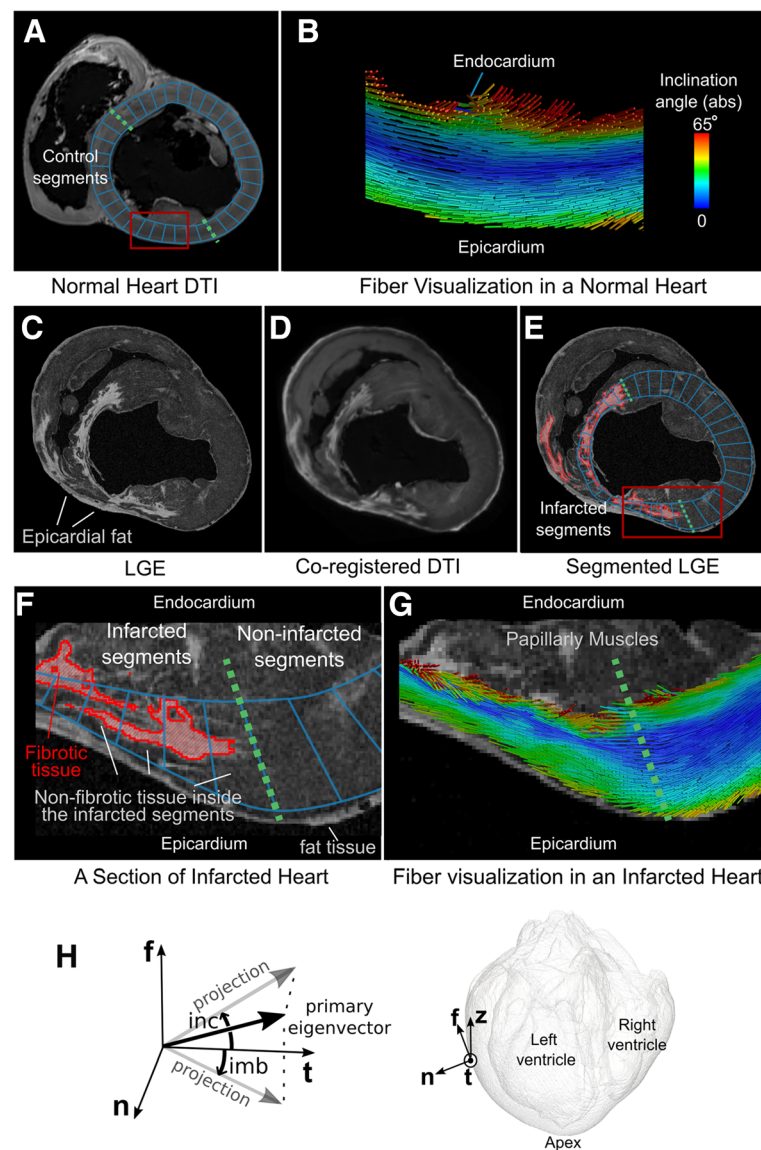 A
Control
segments
Normal Heart DTI
B
Endocardium
Epicardium
Inclination
angle (abs)
65°
0
Fiber Visualization in a Normal Heart
C
Epicardial fat
LGE
D
Co-registered DTI
E
Infarcted
segments
Segmented LGE
F
Endocardium
Infarcted
segments
Non-infarcted
segments
Fibrotic
tissue
Non-fibrotic tissue inside
the infarcted segments
Epicardium
fat tissue
A Section of Infarcted Heart
G
Endocardium
Papillarly Muscles
Epicardium
Fiber visualization in an Infarcted Heart
H
f
projection
inc
primary
eigenvector
imb
t
projection
n
f
z
n
t
Left
ventricle
Right
ventricle
Apex